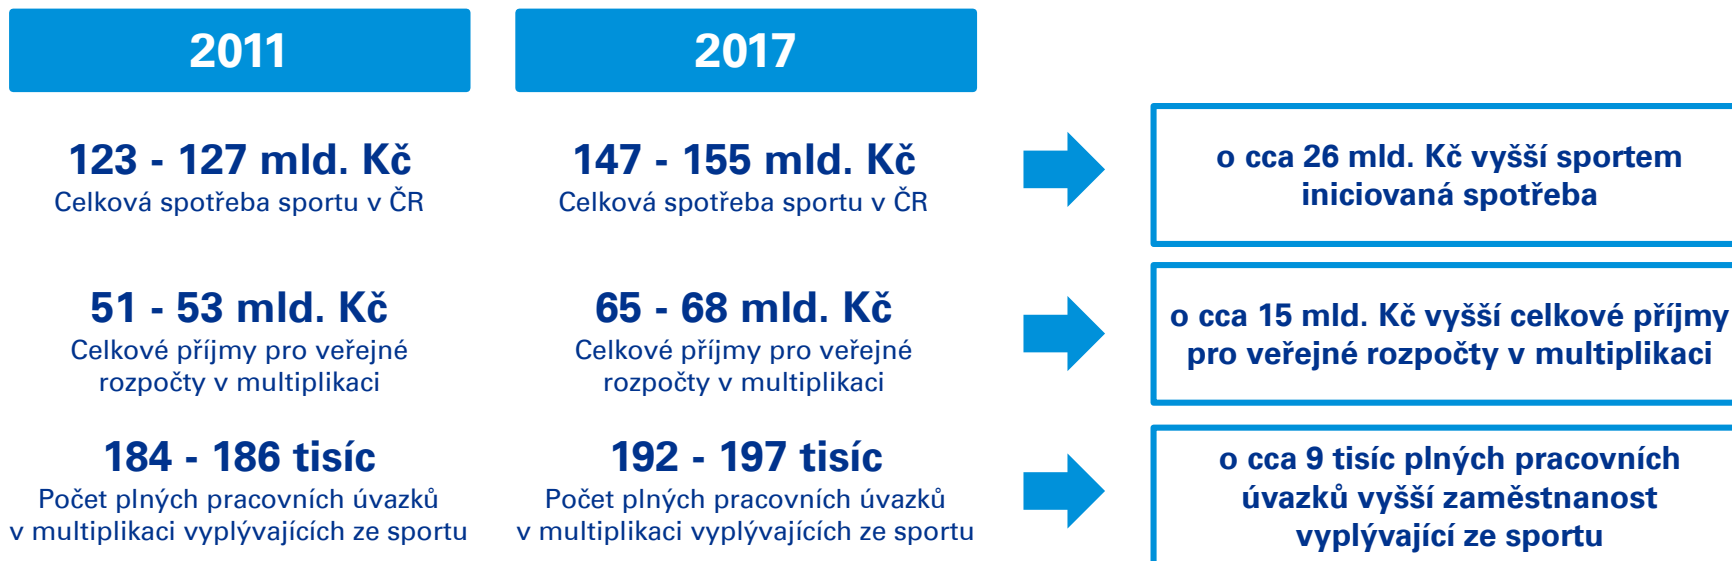 2011
2017
123 - 127 mld. Kč
Celková spotřeba sportu v ČR
147 - 155 mld. Kč
Celková spotřeba sportu v ČR
o cca 26 mld. Kč vyšší sportem
iniciovaná spotřeba
51 - 53 mld. Kč
Celkové příjmy pro veřejné
rozpočty v multiplikaci
65 - 68 mld. Kč
Celkové příjmy pro veřejné
rozpočty v multiplikaci
o cca 15 mld. Kč vyšší celkové příjmy
pro veřejné rozpočty v multiplikaci
184 - 186 tisíc
Počet plných pracovních úvazků
v multiplikaci vyplývajících ze sportu
192 - 197 tisíc
Počet plných pracovních úvazků
v multiplikaci vyplývajících ze sportu
o cca 9 tisíc plných pracovních
úvazků vyšší zaměstnanost
vyplývající ze sportu